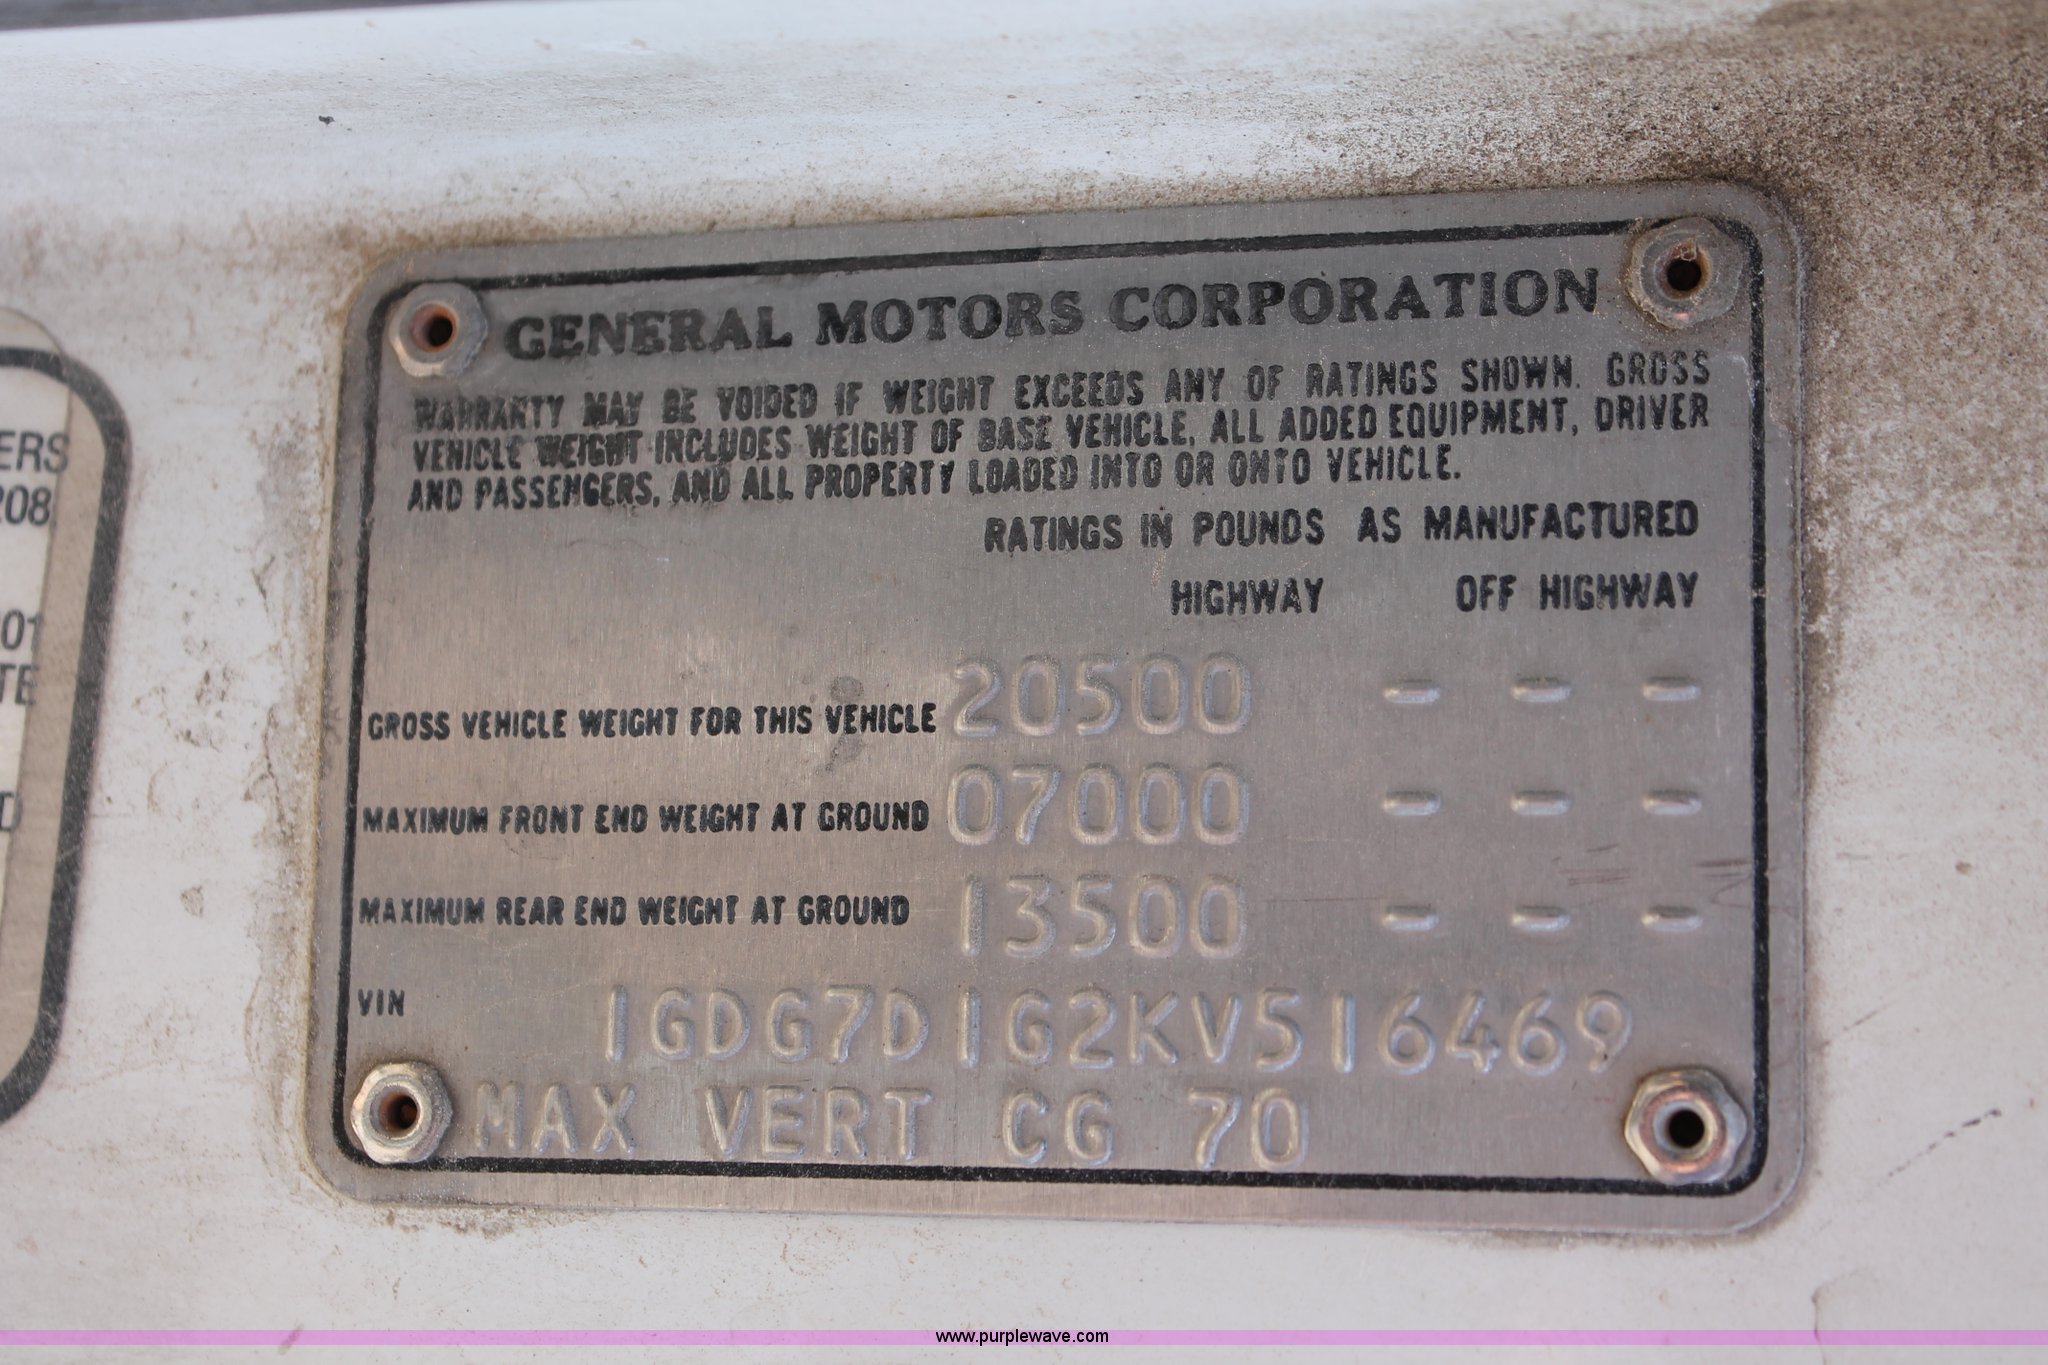 GENERAL MOTORS CORPORATION
WARRANTY MAY BE VOIDED IF WEIGHT EXCEEDS ANY OF RATINGS SHOWN. GROSS
VEHICLE WEIGHT INCLUDES WEIGHT OF BASE VEHICLE, ALL ADDED EQUIPMENT, DRIVER
AND PASSENGERS, AND ALL PROPERTY LOADED INTO OR ONTO VEHICLE.
RATINGS IN POUNDS AS MANUFACTURED
HIGHWAY OFF HIGHWAY
GROSS VEHICLE WEIGHT FOR THIS VEHICLE 20500 - - -
MAXIMUM FRONT END WEIGHT AT GROUND 07000 - - -
MAXIMUM REAR END WEIGHT AT GROUND 13500 - - -
VIN 1GDG7D1G2KV516469
MAX VERT CG 70
ERS
208
01
TE
D
www.purplewave.com